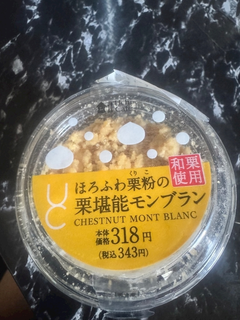 くりこ
ほろふわ栗粉の
栗堪能モンブラン
CHESTNUT MONT BLANC
和栗
使用
UC
本体
価格 318円
(税込343円)